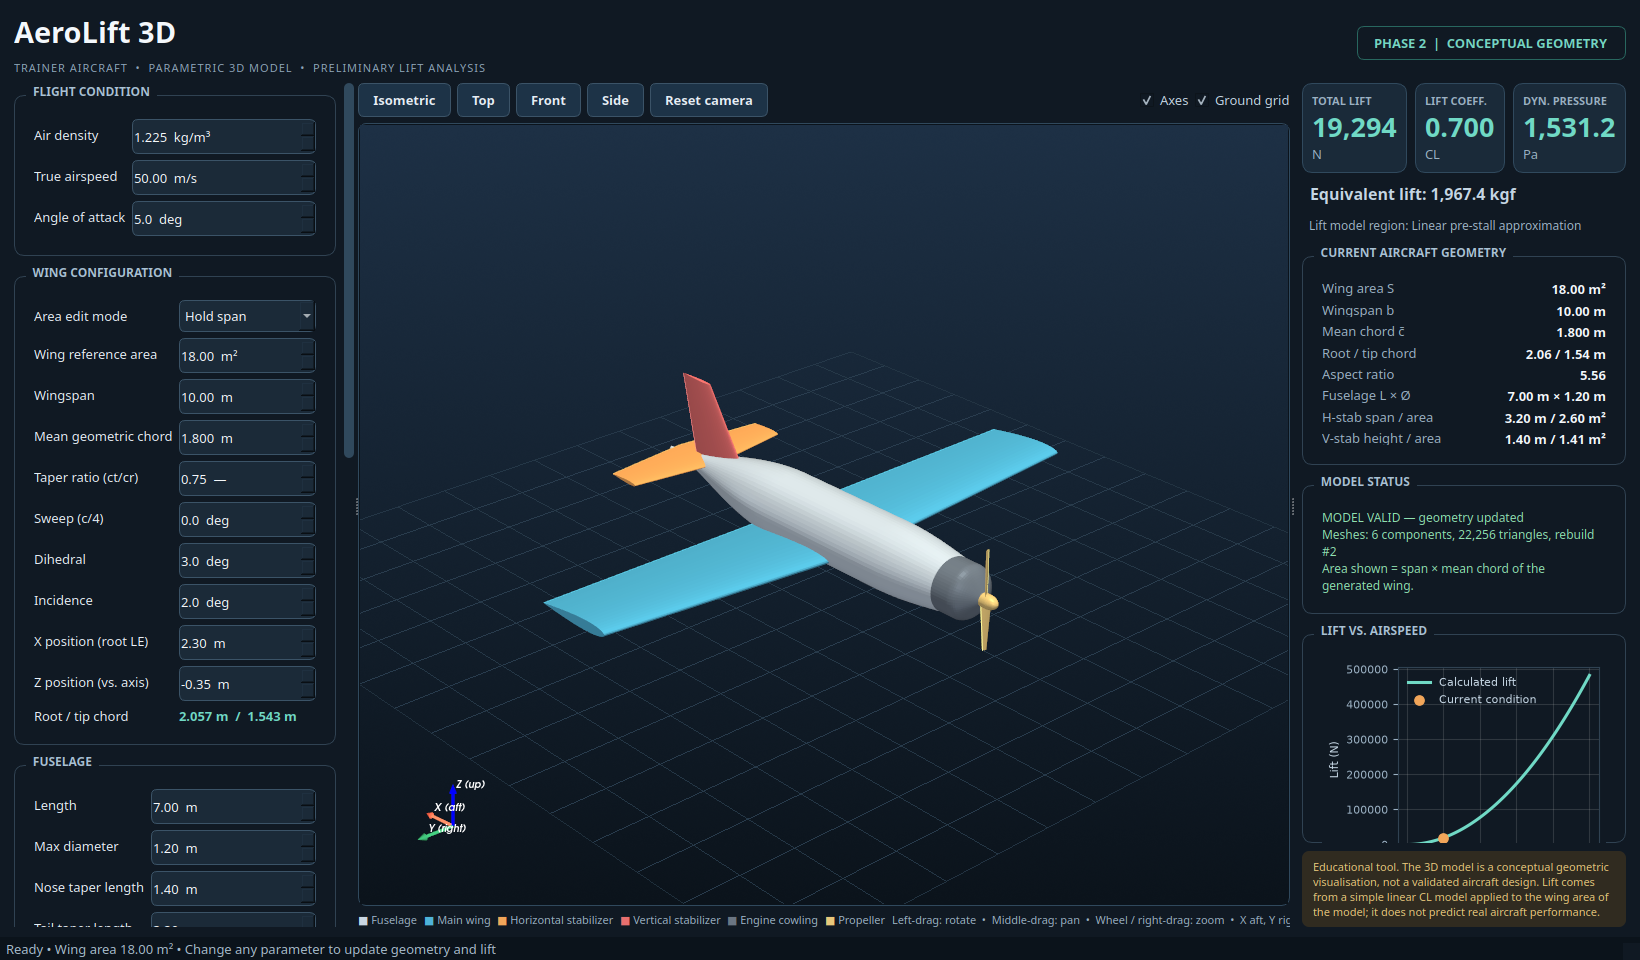 AeroLift 3D
TRAINER AIRCRAFT • PARAMETRIC 3D MODEL • PRELIMINARY LIFT ANALYSIS
PHASE 2 | CONCEPTUAL GEOMETRY
FLIGHT CONDITION
Air density 1.225 kg/m³
True airspeed 50.00 m/s
Angle of attack 5.0 deg
WING CONFIGURATION
Area edit mode Hold span
Wing reference area 18.00 m²
Wingspan 10.00 m
Mean geometric chord 1.800 m
Taper ratio (ct/cr) 0.75 —
Sweep (c/4) 0.0 deg
Dihedral 3.0 deg
Incidence 2.0 deg
X position (root LE) 2.30 m
Z position (vs. axis) -0.35 m
Root / tip chord 2.057 m / 1.543 m
FUSELAGE
Length 7.00 m
Max diameter 1.20 m
Nose taper length 1.40 m
Tail taper length
Isometric Top Front Side Reset camera
✓ Axes ✓ Ground grid
Z (up)
X (aft)
Y (right)
Fuselage Main wing Horizontal stabilizer Vertical stabilizer Engine cowling Propeller Left-drag: rotate • Middle-drag: pan • Wheel / right-drag: zoom • X aft, Y rig
TOTAL LIFT
19,294
N
LIFT COEFF.
0.700
CL
DYN. PRESSURE
1,531.2
Pa
Equivalent lift: 1,967.4 kgf
Lift model region: Linear pre-stall approximation
CURRENT AIRCRAFT GEOMETRY
Wing area S 18.00 m²
Wingspan b 10.00 m
Mean chord c̄ 1.800 m
Root / tip chord 2.06 / 1.54 m
Aspect ratio 5.56
Fuselage L × Ø 7.00 m × 1.20 m
H-stab span / area 3.20 m / 2.60 m²
V-stab height / area 1.40 m / 1.41 m²
MODEL STATUS
MODEL VALID — geometry updated
Meshes: 6 components, 22,256 triangles, rebuild
#2
Area shown = span × mean chord of the
generated wing.
LIFT VS. AIRSPEED
Lift (N)
500000
400000
300000
200000
100000
0
Calculated lift
Current condition
Educational tool. The 3D model is a conceptual geometric
visualisation, not a validated aircraft design. Lift comes
from a simple linear CL model applied to the wing area of
the model; it does not predict real aircraft performance.
Ready • Wing area 18.00 m² • Change any parameter to update geometry and lift